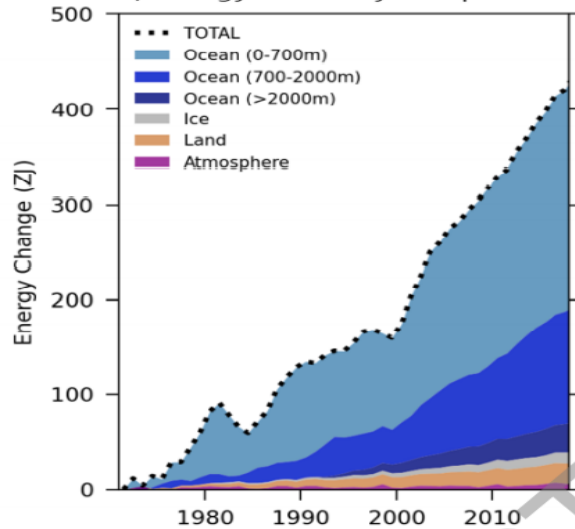 500
TOTAL
Ocean (0-700m)
Ocean (700-2000m)
Ocean (>2000m)
Ice
Land
Atmosphere
400
300
200
100
0
Energy Change (ZJ)
1980 1990 2000 2010